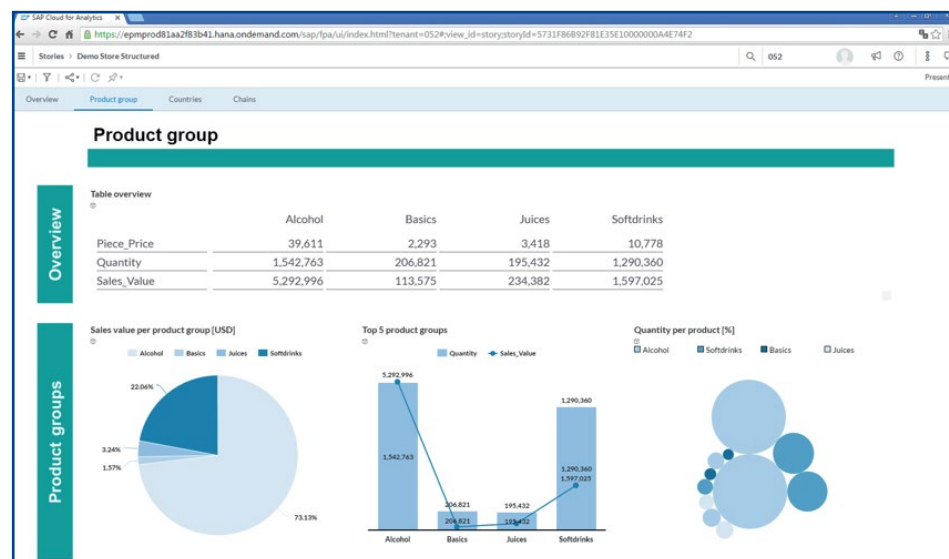 SAP Cloud for Analytics
https://epmprod81aa2f83b41.hana.ondemand.com/sap/fpa/ui/index.html?tenant=052#;view_id=story;storyId=5731F86B92F81E35E10000000A4E74F2
Stories > Demo Store Structured 052
Present
Overview Product group Countries Chains
Product group
Overview
Table overview
Alcohol Basics Juices Softdrinks
Piece_Price 39,611 2,293 3,418 10,778
Quantity 1,542,763 206,821 195,432 1,290,360
Sales_Value 5,292,996 113,575 234,382 1,597,025
Product groups
Sales value per product group [USD]
Alcohol Basics Juices Softdrinks
22.06%
3.24%
1.57%
73.13%
Top 5 product groups
Quantity Sales_Value
5,292,996
1,290,360
1,542,763
1,290,360
1,597,025
206,821 195,432
206,821 195,432
Alcohol Basics Juices Softdrinks
Quantity per product [%]
Alcohol Softdrinks Basics Juices